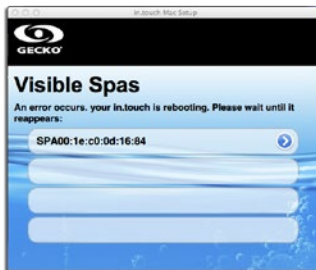 in.touch Mac Setup
GECKO
Visible Spas
An error occurs. your in.touch is rebooting. Please wait until it
reappears:
SPA00:1e:c0:0d:16:84